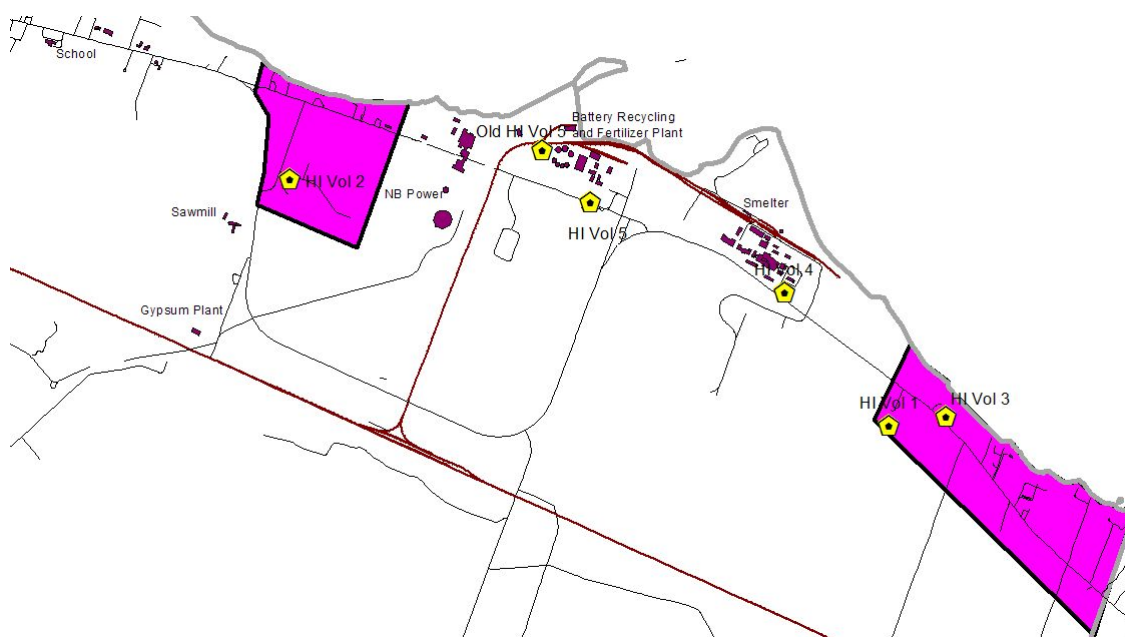 School
Battery Recycling
and Fertilizer Plant
Old HI Vol 5
HI Vol 2
NB Power
Sawmill
Smelter
HI Vol 5
HI Vol 4
Gypsum Plant
HI Vol 1
HI Vol 3